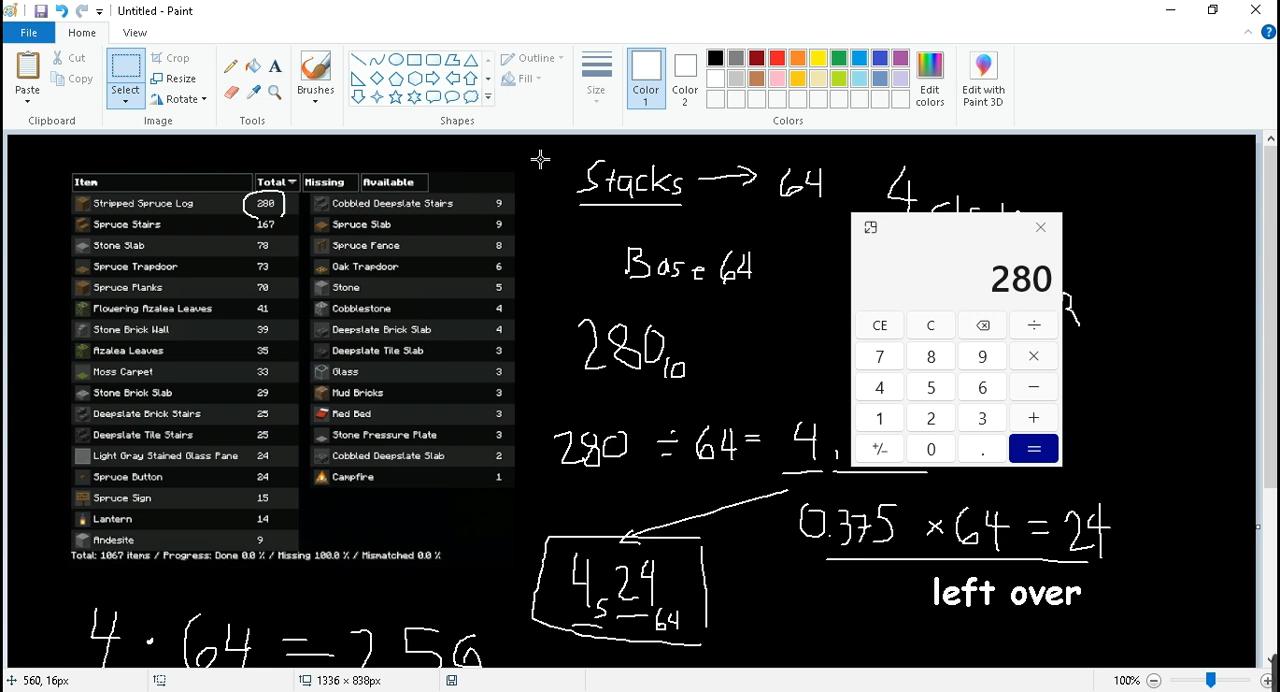 Untitled - Paint
File Home View
Paste
Cut
Copy
Clipboard
Select
Crop
Resize
Rotate
Image
Tools
Brushes
Shapes
Outline
Fill
Size
Color 1
Color 2
Colors
Edit colors
Edit with Paint 3D
Item Total Missing Available
Stripped Spruce Log 280
Spruce Stairs 167
Stone Slab 78
Spruce Trapdoor 73
Spruce Planks 70
Flowering Azalea Leaves 41
Stone Brick Wall 39
Azalea Leaves 35
Moss Carpet 33
Stone Brick Slab 29
Deepslate Brick Stairs 25
Deepslate Tile Stairs 25
Light Gray Stained Glass Pane 24
Spruce Button 24
Spruce Sign 15
Lantern 14
Andesite 9
Cobbled Deepslate Stairs 9
Spruce Slab 9
Spruce Fence 8
Oak Trapdoor 6
Stone 5
Cobblestone 4
Deepslate Brick Slab 4
Deepslate Tile Slab 3
Glass 3
Mud Bricks 3
Red Bed 3
Stone Pressure Plate 3
Cobbled Deepslate Slab 2
Campfire 1
Total: 1067 items / Progress: Done 0.0 % / Missing 100.0 % / Mismatched 0.0 %
Stacks → 64
4
Base 64
280₁₀
280 ÷ 64 = 4.
0.375 × 64 = 24
left over
4s 24₆₄
4 · 64 = 256
280
CE C ⌫ ÷
7 8 9 ×
4 5 6 −
1 2 3 +
+/− 0 . =
560, 16px
1336 × 838px
100%